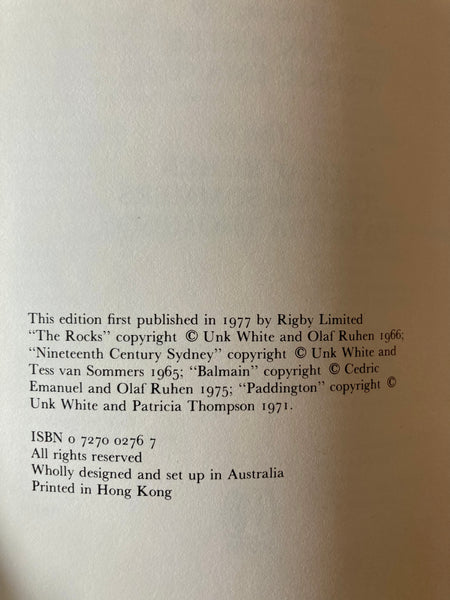 This edition first published in 1977 by Rigby Limited
"The Rocks" copyright © Unk White and Olaf Ruhen 1966;
"Nineteenth Century Sydney" copyright © Unk White and
Tess van Sommers 1965; "Balmain" copyright © Cedric
Emanuel and Olaf Ruhen 1975; "Paddington" copyright ©
Unk White and Patricia Thompson 1971.
ISBN 0 7270 0276 7
All rights reserved
Wholly designed and set up in Australia
Printed in Hong Kong